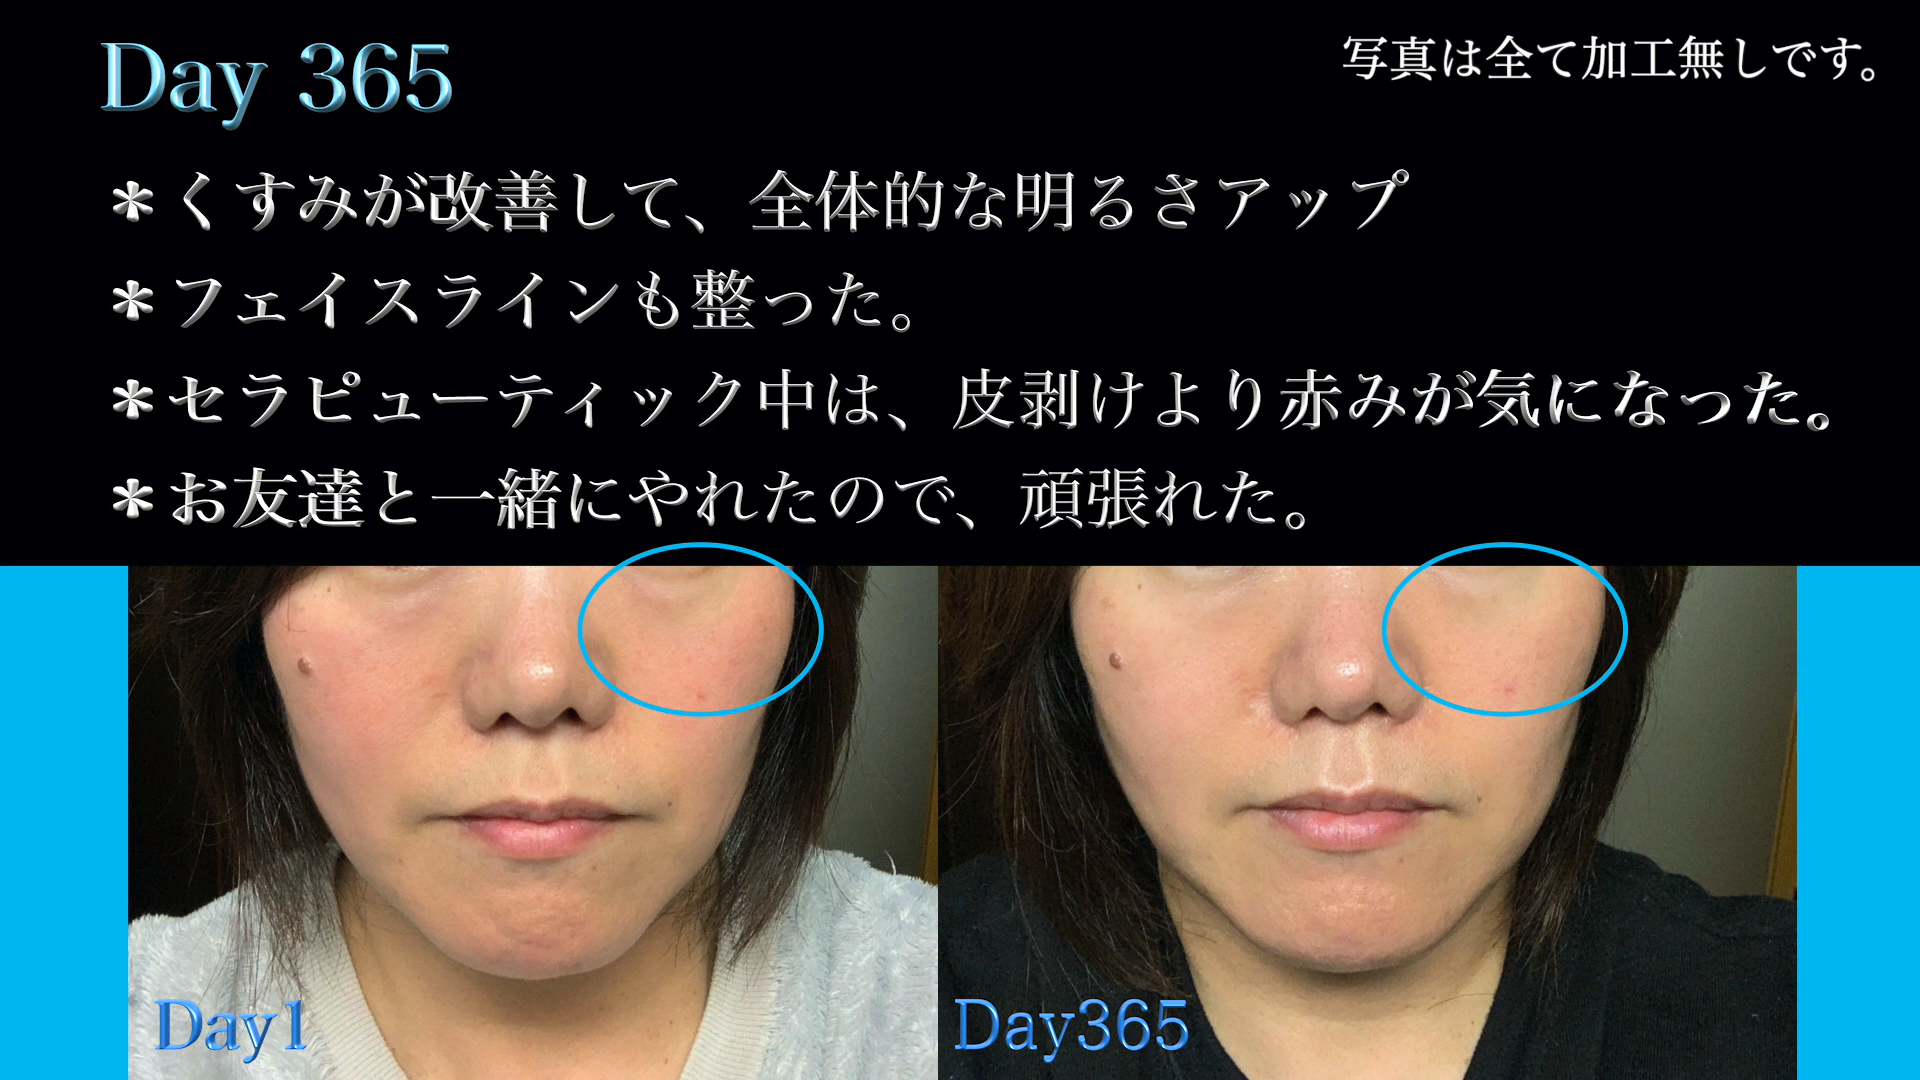 Day 365
写真は全て加工無しです。
＊くすみが改善して、全体的な明るさアップ
＊フェイスラインも整った。
＊セラピューティック中は、皮剥けより赤みが気になった。
＊お友達と一緒にやれたので、頑張れた。
Day1
Day365